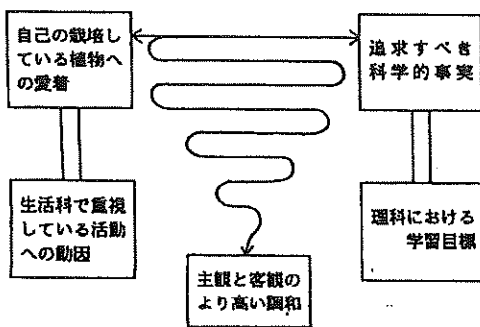 自己の栽培し
ている植物へ
の愛着
追求すべき
科学的事実
生活科で重視
している活動
への動因
理科における
学習目標
主観と客観の
より高い調和